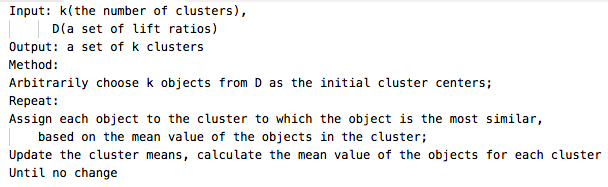 Input: k(the number of clusters),
D(a set of lift ratios)
Output: a set of k clusters
Method:
Arbitrarily choose k objects from D as the initial cluster centers;
Repeat:
Assign each object to the cluster to which the object is the most similar,
based on the mean value of the objects in the cluster;
Update the cluster means, calculate the mean value of the objects for each cluster
Until no change